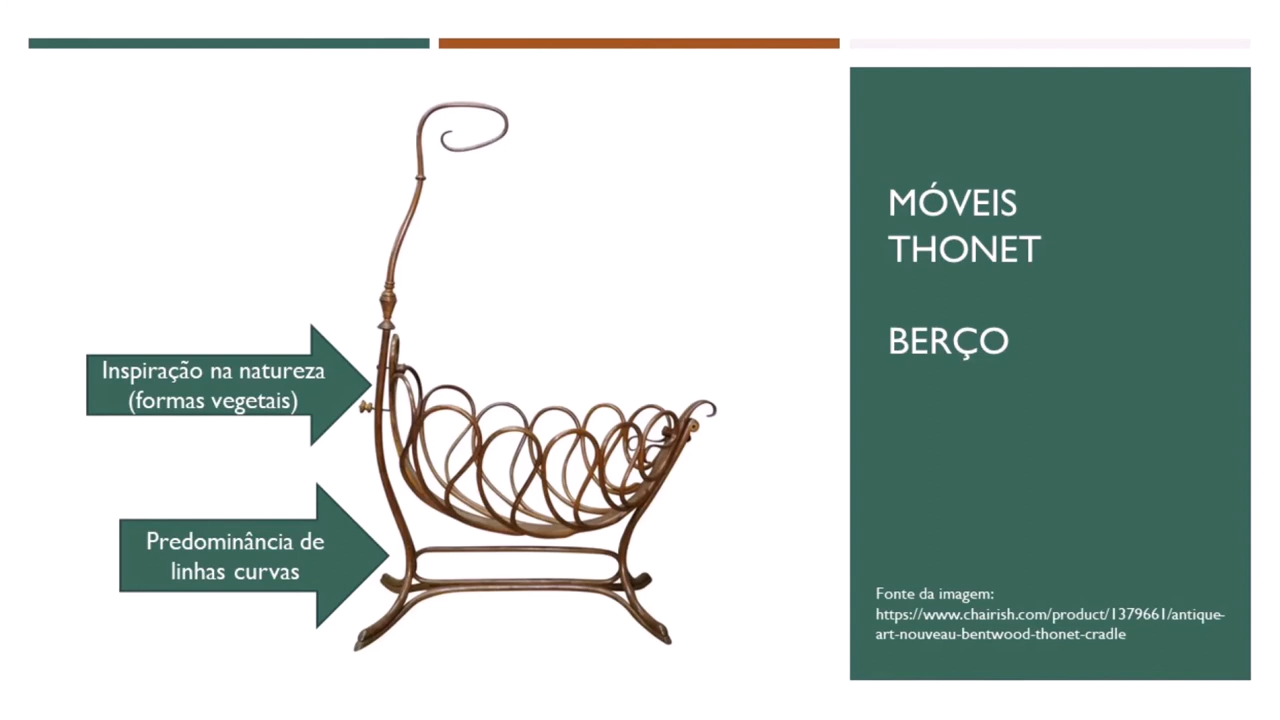 Inspiração na natureza
(formas vegetais)
Predominância de
linhas curvas
MÓVEIS
THONET
BERÇO
Fonte da imagem:
https://www.chairish.com/product/1379661/antique-
art-nouveau-bentwood-thonet-cradle